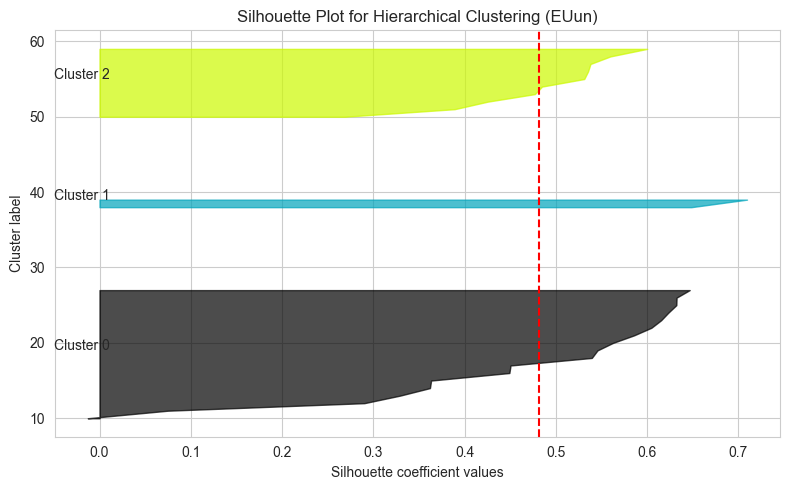 Silhouette Plot for Hierarchical Clustering (EUun)
60
Cluster 2
50
40
Cluster 1
Cluster label
30
20
Cluster 0
10
0.0 0.1 0.2 0.3 0.4 0.5 0.6 0.7
Silhouette coefficient values